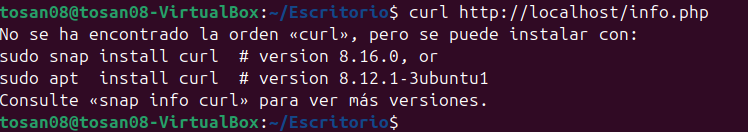 tosan08@tosan08-VirtualBox:~/Escritorio$ curl http://localhost/info.php
No se ha encontrado la orden «curl», pero se puede instalar con:
sudo snap install curl  # version 8.16.0, or
sudo apt  install curl  # version 8.12.1-3ubuntu1
Consulte «snap info curl» para ver más versiones.
tosan08@tosan08-VirtualBox:~/Escritorio$